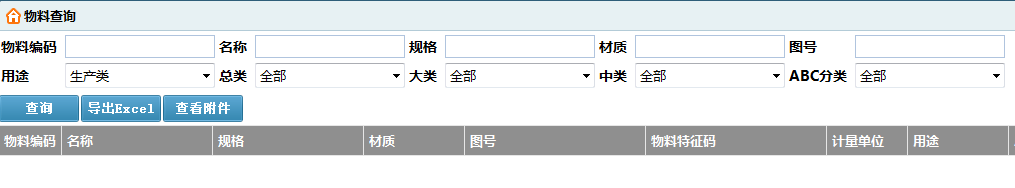 物料查询
物料编码 名称 规格 材质 图号
用途 生产类 总类 全部 大类 全部 中类 全部 ABC分类 全部
查询 导出Excel 查看附件
物料编码 名称 规格 材质 图号 物料特征码 计量单位 用途